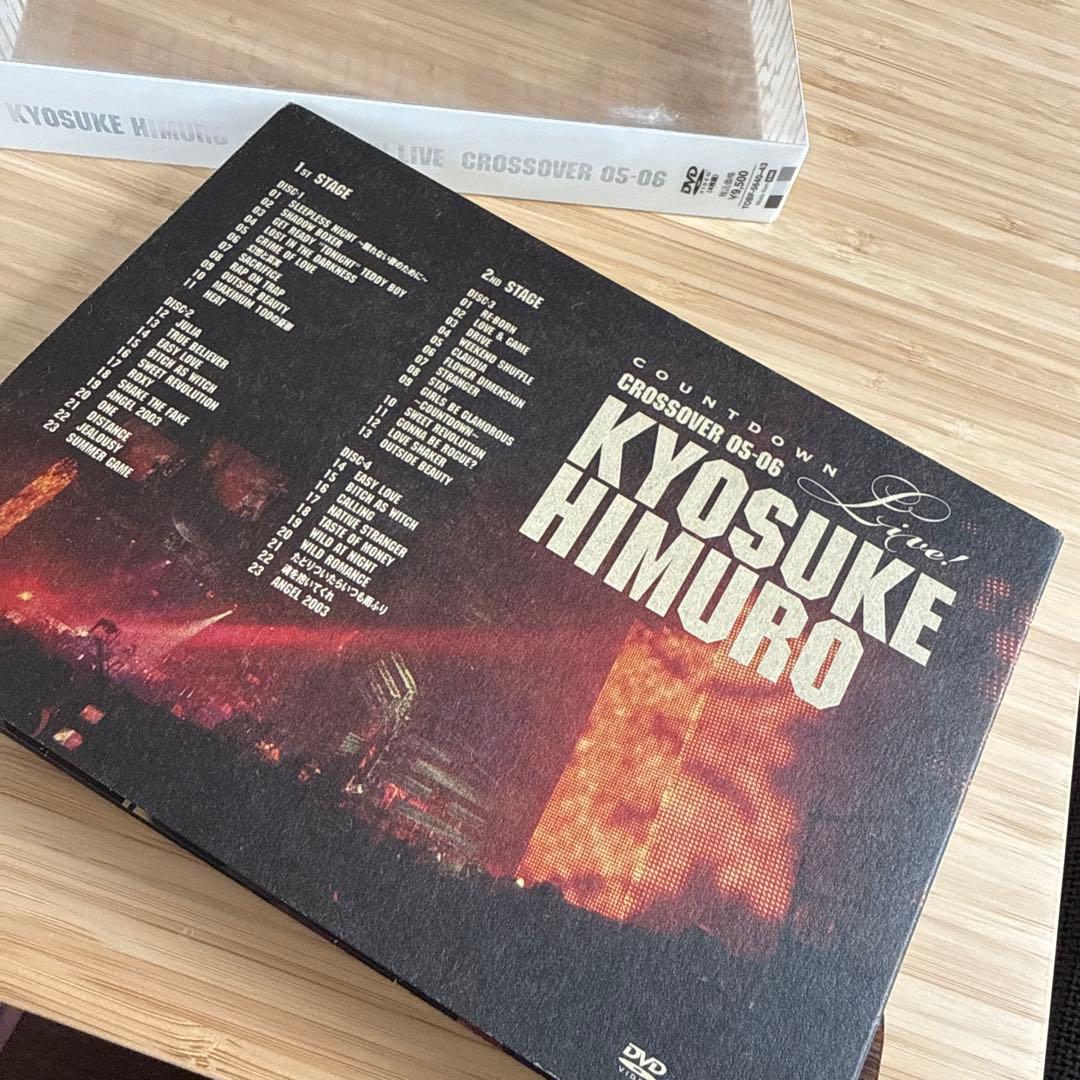 KYOSUKE HIMURO
LIVE CROSSOVER 05-06
DVD
VIDEO
¥9,500
TOBF-5640~43
1ST STAGE
DISC-1
01 SLEEPLESS NIGHT ~眠れない夜のために~
02 SHADOW BOXER
03 GET READY "TONIGHT" TEDDY BOY
04 LOST IN THE DARKNESS
05 CRIME OF LOVE
06
07 SACRIFICE
08 RAP ON TRAP
09 OUTSIDE BEAUTY
10 MAXIMUM 100の憂鬱
11 HEAT
DISC-2
12 JULIA
13 TRUE BELIEVER
14 EASY LOVE
15 BITCH AS WITCH
16 SWEET REVOLUTION
17 ROXY
18 SHAKE THE FAKE
19 ANGEL 2003
20 ONE
21 DISTANCE
22 JEALOUSY
23 SUMMER GAME
2ND STAGE
DISC-3
01 RE-BORN
02 LOVE & GAME
03 DRIVE
04 WEEKEND SHUFFLE
05 CLAUDIA
06 FLOWER DIMENSION
07 STRANGER
08 STAY
09 GIRLS BE GLAMOROUS
~COUNTDOWN~
10 SWEET REVOLUTION
11 GONNA BE ROGUE?
12 LOVE SHAKER
13 OUTSIDE BEAUTY
DISC-4
14 EASY LOVE
15 BITCH AS WITCH
16 CALLING
17 NATIVE STRANGER
18 TASTE OF MONEY
19 WILD AT NIGHT
20 WILD ROMANCE
21 たどりついたらいつも雨ふり
22 魂を抱いてくれ
23 ANGEL 2003
COUNTDOWN
Live!
CROSSOVER 05-06
KYOSUKE
HIMURO
DVD
VIDEO